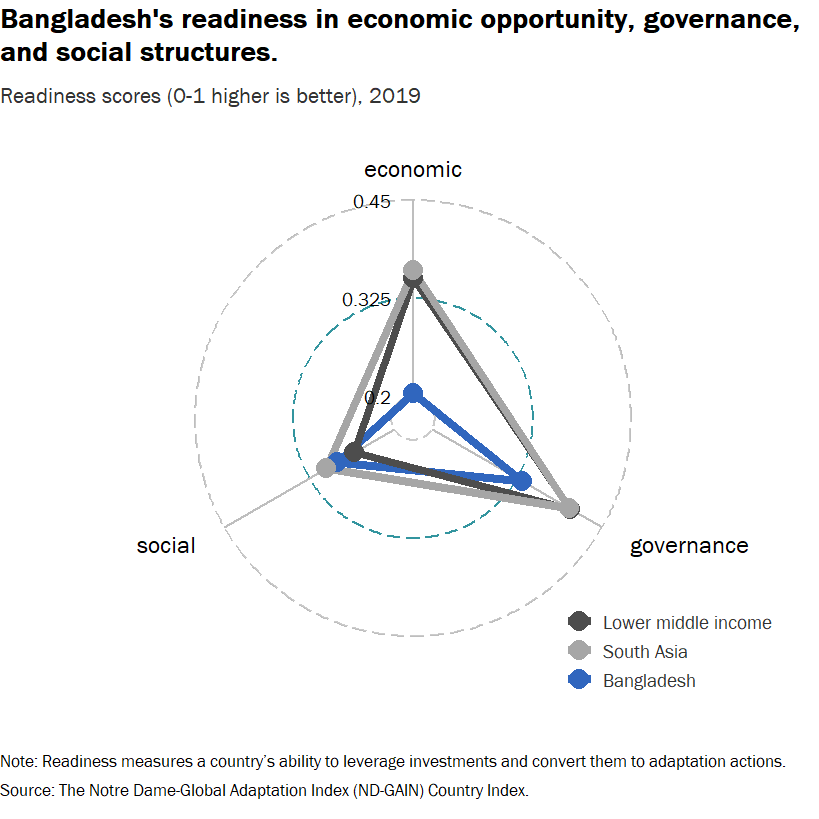 Bangladesh's readiness in economic opportunity, governance,
and social structures.
Readiness scores (0-1 higher is better), 2019
economic
0.45
0.325
0.2
social
governance
Lower middle income
South Asia
Bangladesh
Note: Readiness measures a country’s ability to leverage investments and convert them to adaptation actions.
Source: The Notre Dame-Global Adaptation Index (ND-GAIN) Country Index.